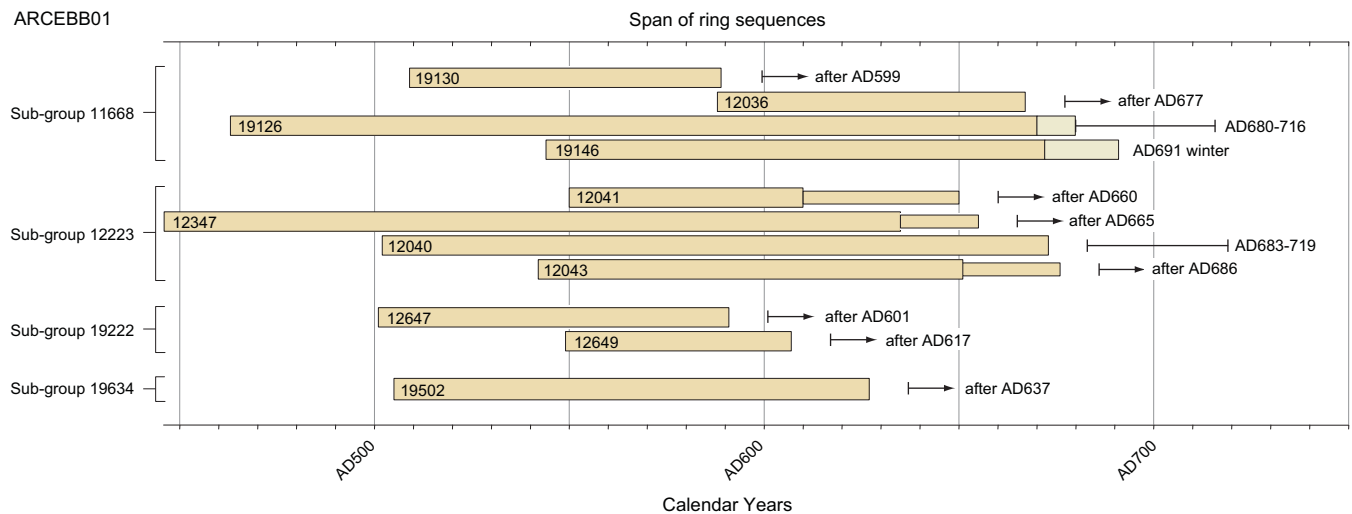 ARCEBB01
Span of ring sequences
Sub-group 11668
19130 after AD599
12036 after AD677
19126 AD680-716
19146 AD691 winter
Sub-group 12223
12041 after AD660
12347 after AD665
12040 AD683-719
12043 after AD686
Sub-group 19222
12647 after AD601
12649 after AD617
Sub-group 19634
19502 after AD637
AD500 AD600 AD700
Calendar Years